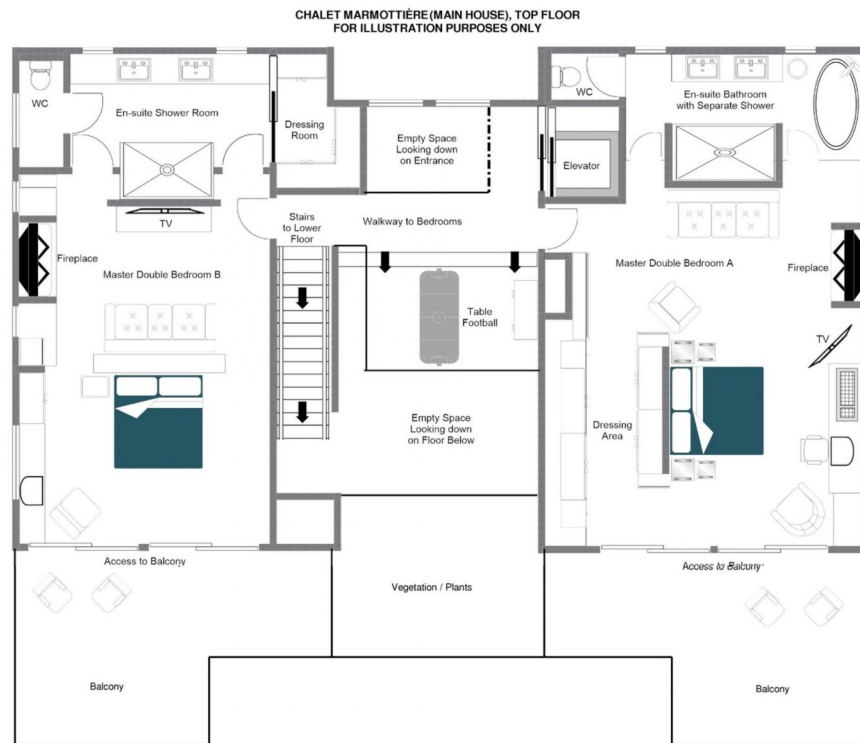 CHALET MARMOTTIÈRE (MAIN HOUSE), TOP FLOOR
FOR ILLUSTRATION PURPOSES ONLY
WC
En-suite Shower Room
Dressing
Room
Empty Space
Looking down
on Entrance
Elevator
WC
En-suite Bathroom
with Separate Shower
TV
Stairs
to Lower
Floor
Walkway to Bedrooms
Fireplace
Master Double Bedroom B
Master Double Bedroom A
Fireplace
Table
Football
TV
Empty Space
Looking down
on Floor Below
Dressing
Area
Access to Balcony
Access to Balcony
Vegetation / Plants
Balcony
Balcony